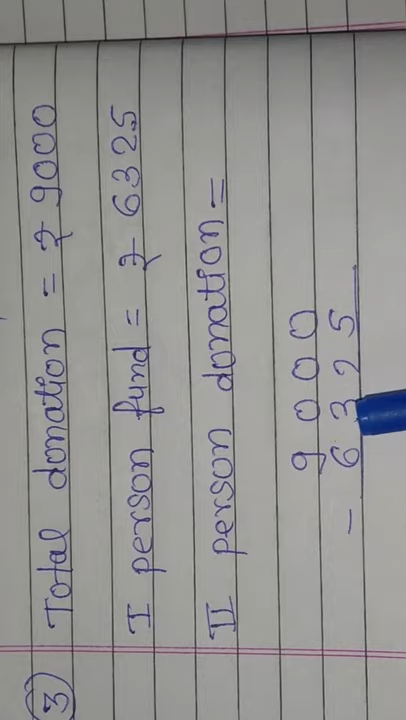 3 Total donation = ₹ 9000
I person fund = ₹ 6325
II person donation =
9000
- 6325